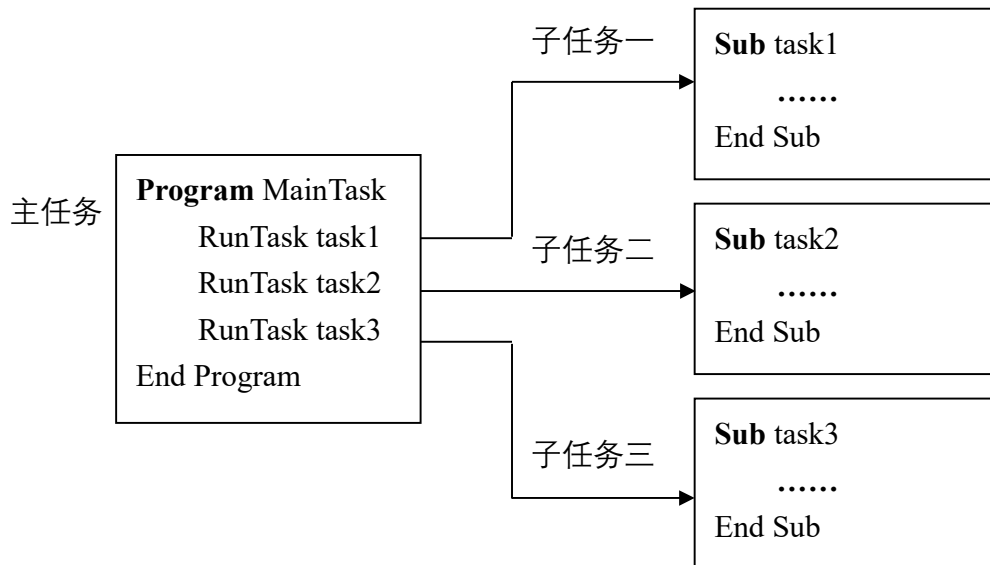 主任务
Program MainTask
RunTask task1
RunTask task2
RunTask task3
End Program
子任务一
Sub task1
......
End Sub
子任务二
Sub task2
......
End Sub
子任务三
Sub task3
......
End Sub